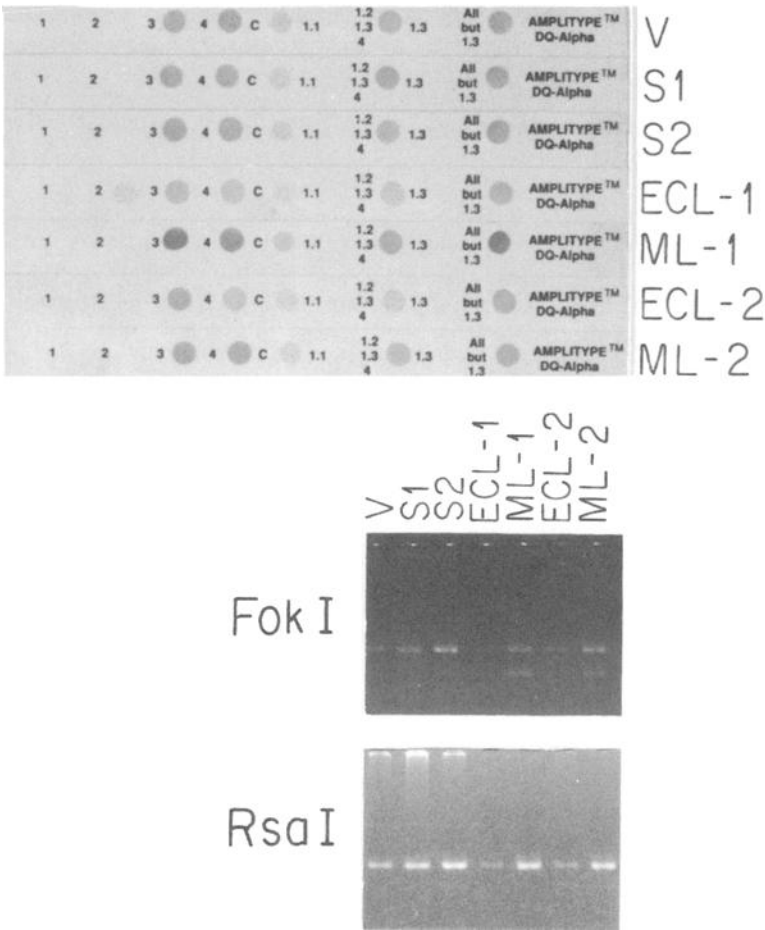 1 2 3 4 C 1.1 1.2 1.3 4 1.3 All but 1.3 AMPLITYPE™ DQ-Alpha V
1 2 3 4 C 1.1 1.2 1.3 4 1.3 All but 1.3 AMPLITYPE™ DQ-Alpha S1
1 2 3 4 C 1.1 1.2 1.3 4 1.3 All but 1.3 AMPLITYPE™ DQ-Alpha S2
1 2 3 4 C 1.1 1.2 1.3 4 1.3 All but 1.3 AMPLITYPE™ DQ-Alpha ECL-1
1 2 3 4 C 1.1 1.2 1.3 4 1.3 All but 1.3 AMPLITYPE™ DQ-Alpha ML-1
1 2 3 4 C 1.1 1.2 1.3 4 1.3 All but 1.3 AMPLITYPE™ DQ-Alpha ECL-2
1 2 3 4 C 1.1 1.2 1.3 4 1.3 All but 1.3 AMPLITYPE™ DQ-Alpha ML-2
V S1 S2 ECL-1 ML-1 ECL-2 ML-2
Fok I
Rsa I